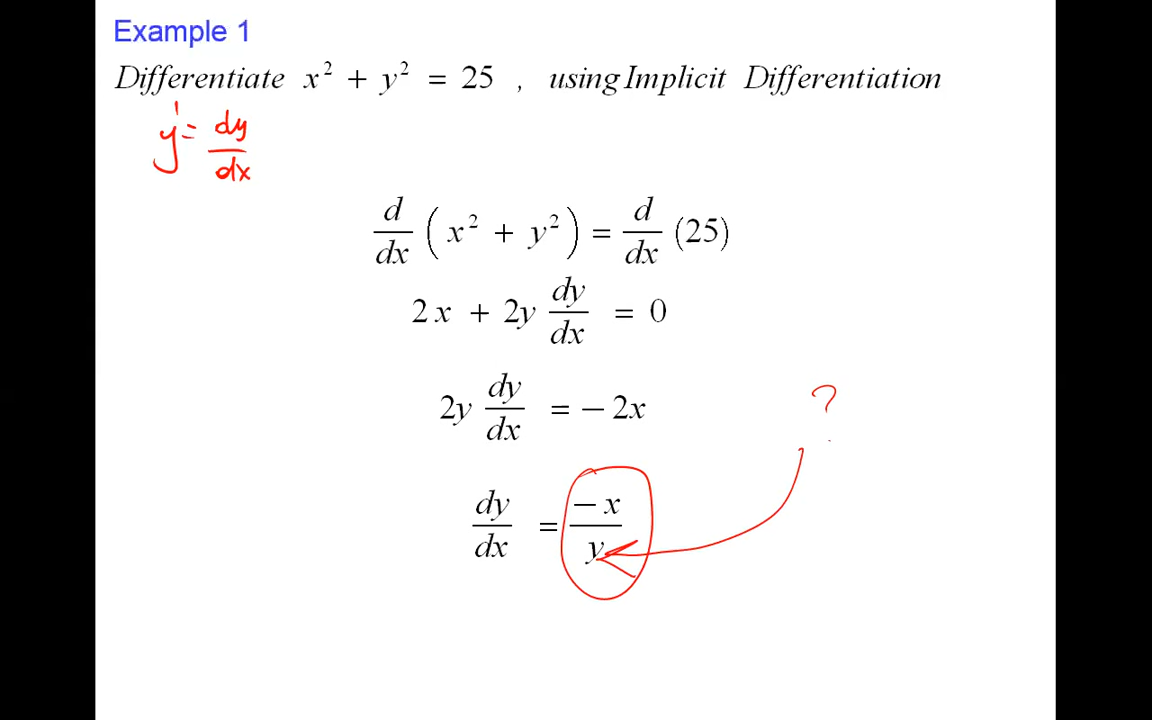 Example 1
Differentiate x² + y² = 25 , using Implicit Differentiation
y' = dy/dx
d/dx (x² + y²) = d/dx (25)
2x + 2y dy/dx = 0
2y dy/dx = −2x
?
dy/dx = −x/y